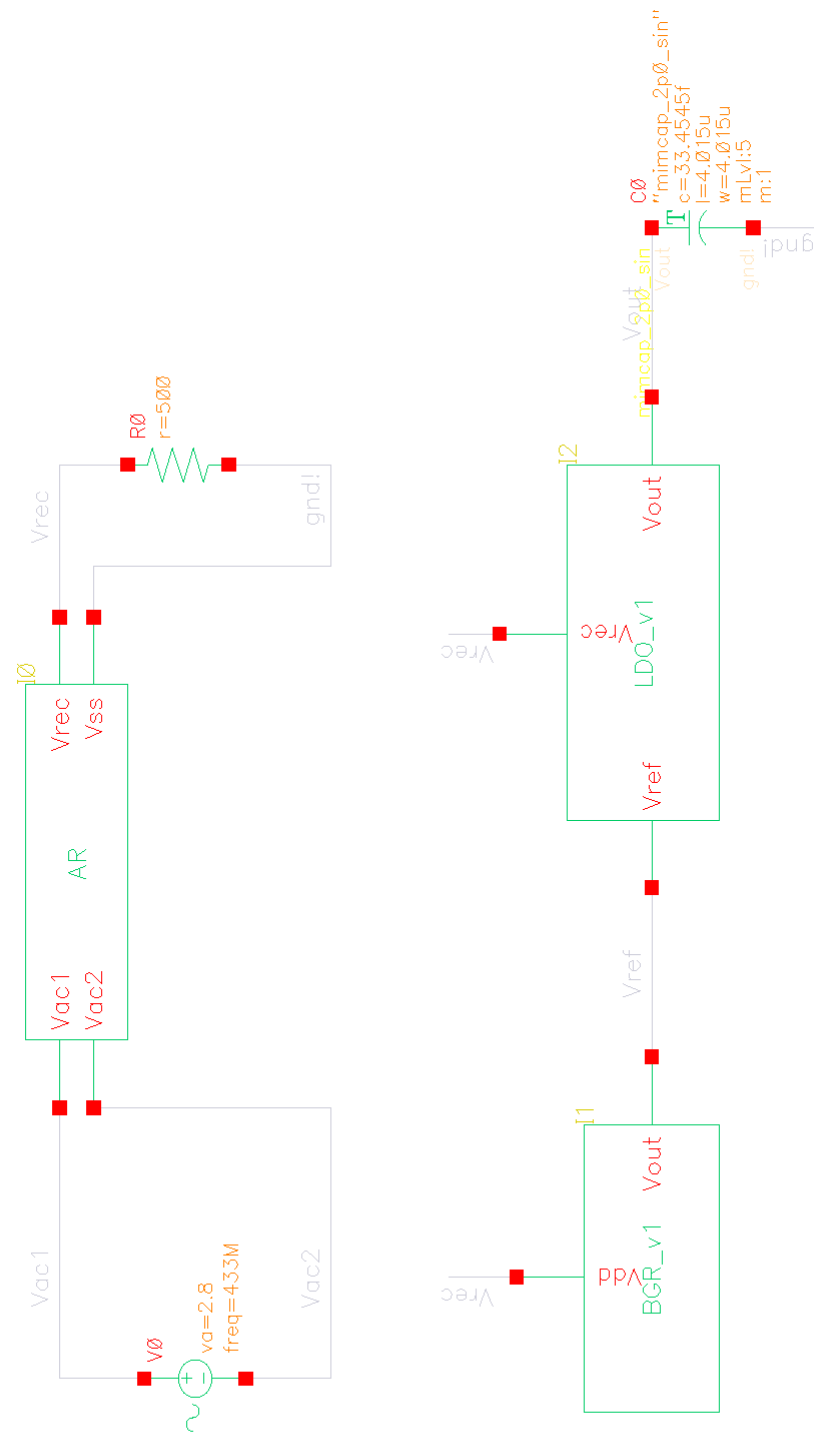 I0
AR
Vac1
Vac2
Vrec
Vss
Vac1
Vac2
V0
va=2.8
freq=433M
Vrec
gnd!
R0
r=500
I1
BGR_v1
Vdd
Vout
Vrec
Vref
I2
LDO_v1
Vref
Vrec
Vout
Vrec
Vout
mimcap_2p0_sin
C0
"mimcap_2p0_sin"
c=33.4545f
l=4.015u
w=4.015u
mLvl:5
m:1
T
Vout
gnd!
gnd!